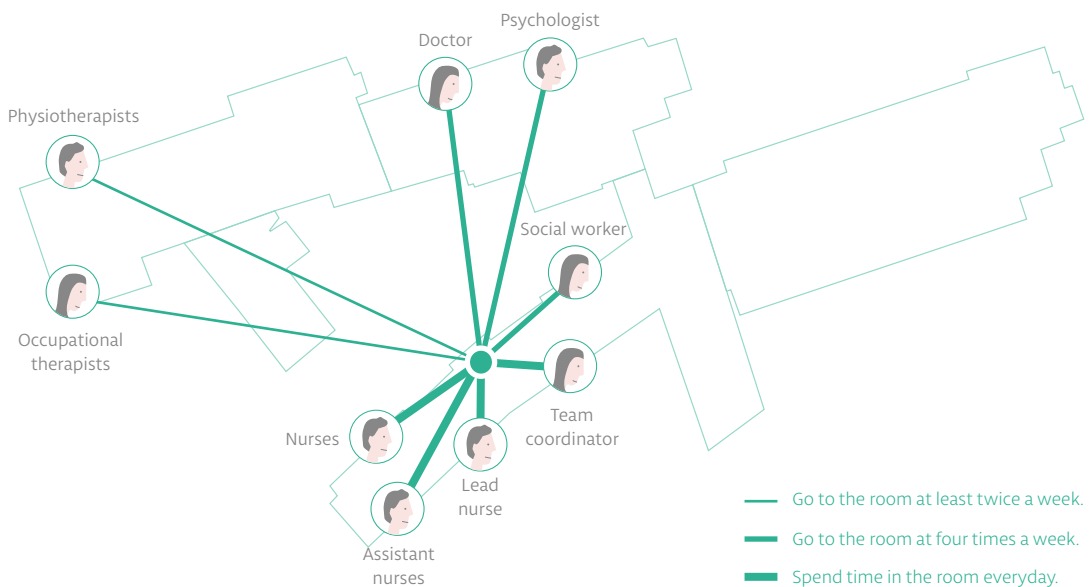 Psychologist
Doctor
Physiotherapists
Social worker
Occupational
therapists
Team
coordinator
Nurses
Lead
nurse
Assistant
nurses
Go to the room at least twice a week.
Go to the room at four times a week.
Spend time in the room everyday.